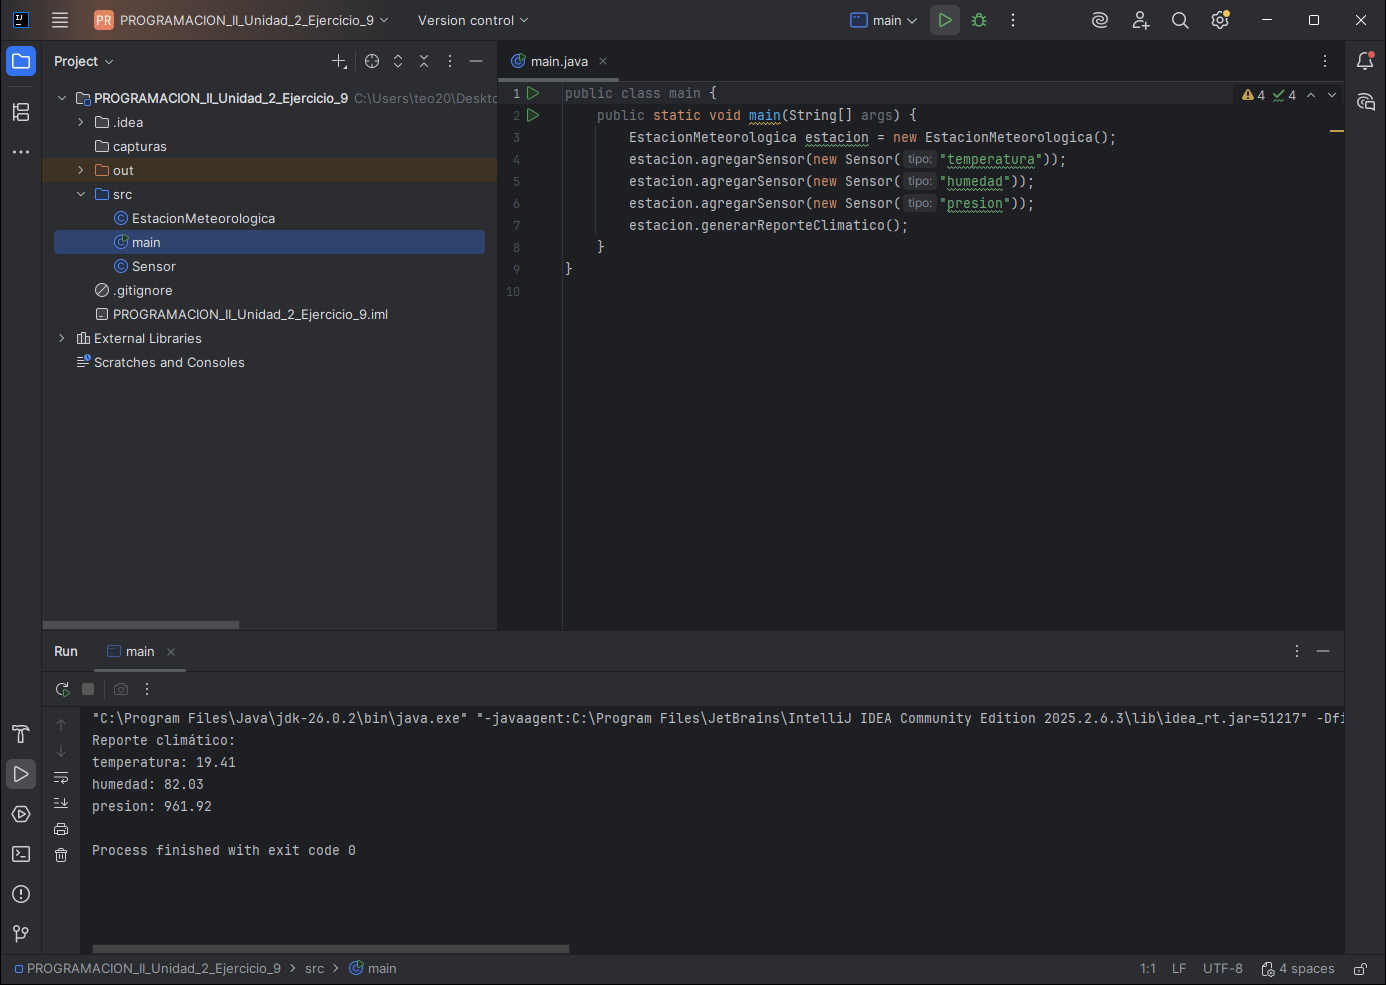 PR PROGRAMACION_II_Unidad_2_Ejercicio_9 Version control main
Project
PROGRAMACION_II_Unidad_2_Ejercicio_9 C:\Users\teo20\Deskto
.idea
capturas
out
src
EstacionMeteorologica
main
Sensor
.gitignore
PROGRAMACION_II_Unidad_2_Ejercicio_9.iml
External Libraries
Scratches and Consoles
main.java
4 4
1 public class main {
2 public static void main(String[] args) {
3 EstacionMeteorologica estacion = new EstacionMeteorologica();
4 estacion.agregarSensor(new Sensor( tipo: "temperatura"));
5 estacion.agregarSensor(new Sensor( tipo: "humedad"));
6 estacion.agregarSensor(new Sensor( tipo: "presion"));
7 estacion.generarReporteClimatico();
8 }
9 }
10
Run main
"C:\Program Files\Java\jdk-26.0.2\bin\java.exe" "-javaagent:C:\Program Files\JetBrains\IntelliJ IDEA Community Edition 2025.2.6.3\lib\idea_rt.jar=51217" -Dfi
Reporte climático:
temperatura: 19.41
humedad: 82.03
presion: 961.92
Process finished with exit code 0
PROGRAMACION_II_Unidad_2_Ejercicio_9 src main 1:1 LF UTF-8 4 spaces